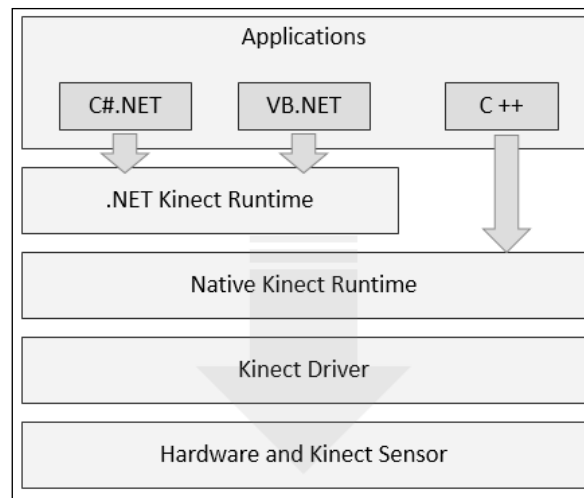 Applications
C#.NET
VB.NET
C ++
.NET Kinect Runtime
Native Kinect Runtime
Kinect Driver
Hardware and Kinect Sensor